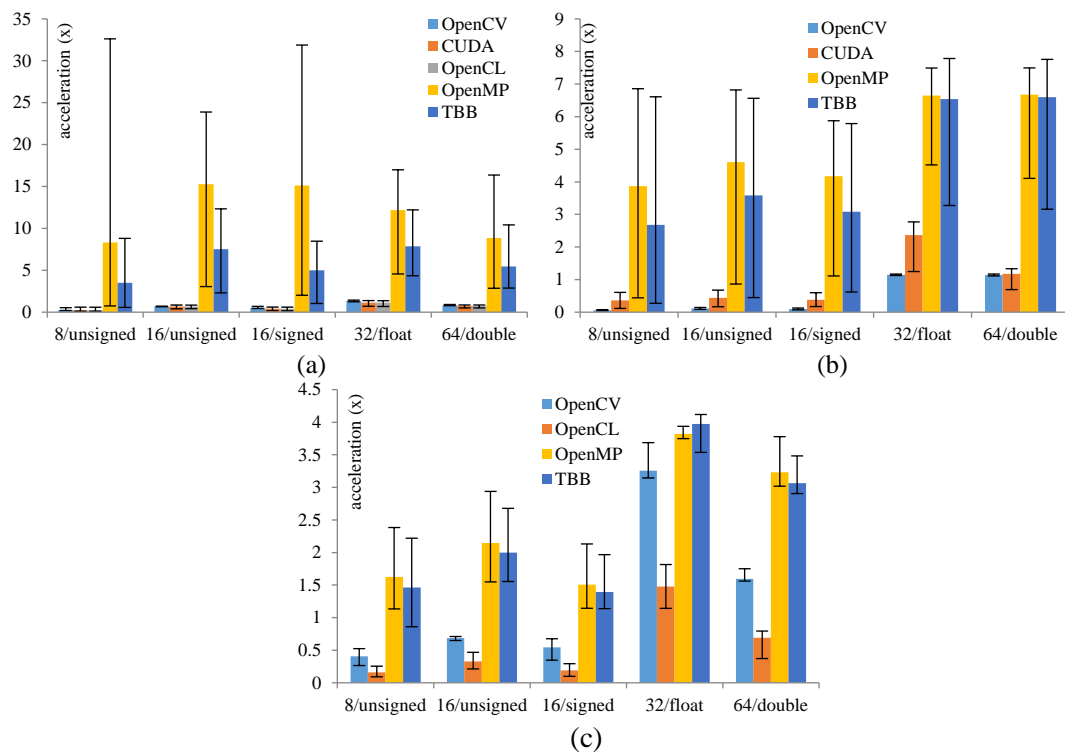 acceleration (x)
35
30
25
20
15
10
5
0
OpenCV
CUDA
OpenCL
OpenMP
TBB
8/unsigned 16/unsigned 16/signed 32/float 64/double
(a)
acceleration (x)
9
8
7
6
5
4
3
2
1
0
OpenCV
CUDA
OpenMP
TBB
8/unsigned 16/unsigned 16/signed 32/float 64/double
(b)
acceleration (x)
4.5
4
3.5
3
2.5
2
1.5
1
0.5
0
OpenCV
OpenCL
OpenMP
TBB
8/unsigned 16/unsigned 16/signed 32/float 64/double
(c)